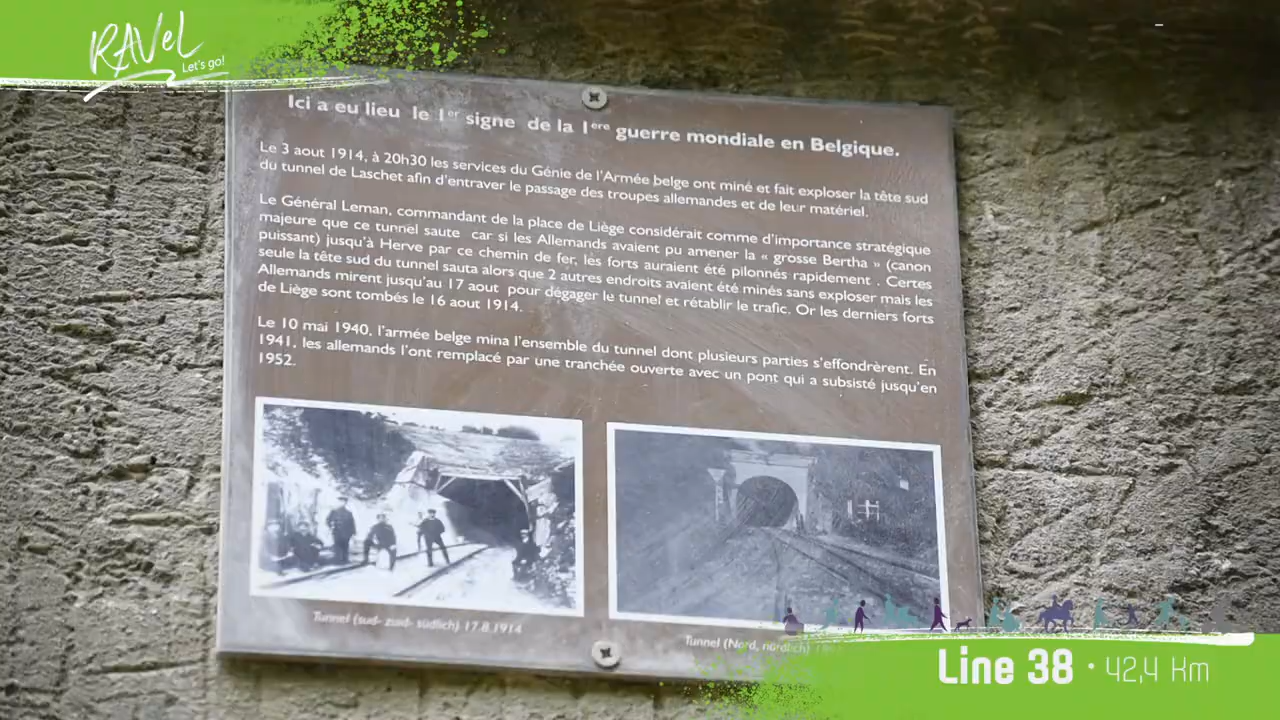 RAVeL
Let's go!
Ici a eu lieu le 1er signe de la 1ere guerre mondiale en Belgique.
Le 3 aout 1914, à 20h30 les services du Génie de l'Armée belge ont miné et fait exploser la tête sud
du tunnel de Laschet afin d'entraver le passage des troupes allemandes et de leur matériel.
Le Général Leman, commandant de la place de Liège considérait comme d'importance stratégique
majeure que ce tunnel saute car si les Allemands avaient pu amener la « grosse Bertha » (canon
puissant) jusqu'à Herve par ce chemin de fer, les forts auraient été pilonnés rapidement . Certes
seule la tête sud du tunnel sauta alors que 2 autres endroits avaient été minés sans exploser mais les
Allemands mirent jusqu'au 17 aout pour dégager le tunnel et rétablir le trafic. Or les derniers forts
de Liège sont tombés le 16 aout 1914.
Le 10 mai 1940, l'armée belge mina l'ensemble du tunnel dont plusieurs parties s'effondrèrent. En
1941, les allemands l'ont remplacé par une tranchée ouverte avec un pont qui a subsisté jusqu'en
1952.
Tunnel (sud- zuid- südlich) 17.8.1914
Tunnel (Nord, nördlich)
Line 38 · 42,4 Km